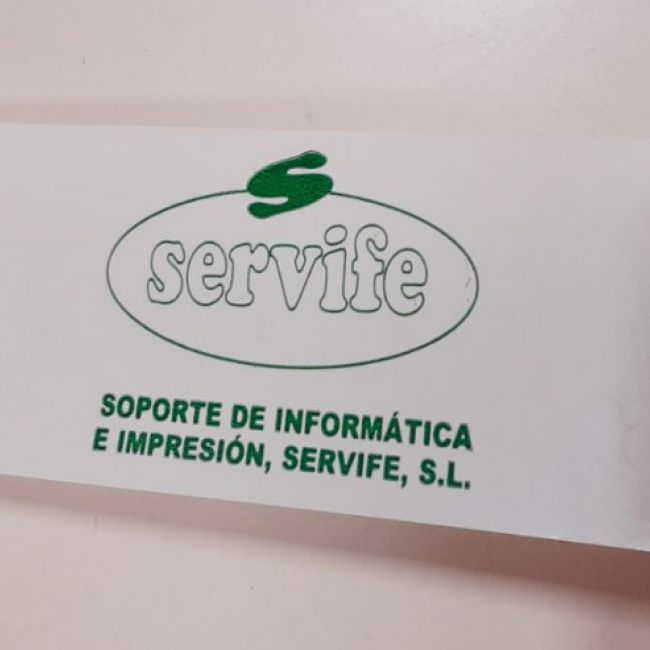 S
servife
SOPORTE DE INFORMÁTICA
E IMPRESIÓN, SERVIFE, S.L.